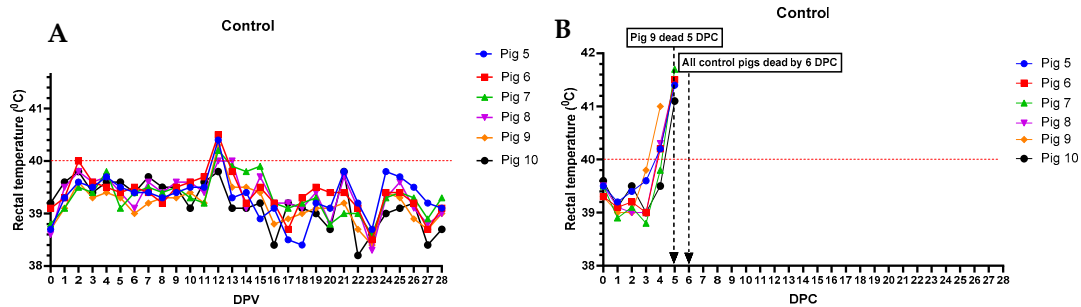 A
Control
Rectal temperature (⁰C)
41
40
39
38
0 1 2 3 4 5 6 7 8 9 10 11 12 13 14 15 16 17 18 19 20 21 22 23 24 25 26 27 28
DPV
Pig 5
Pig 6
Pig 7
Pig 8
Pig 9
Pig 10
B
Control
Pig 9 dead 5 DPC
All control pigs dead by 6 DPC
Rectal temperature (⁰C)
42
41
40
39
38
0 1 2 3 4 5 6 7 8 9 10 11 12 13 14 15 16 17 18 19 20 21 22 23 24 25 26 27 28
DPC
Pig 5
Pig 6
Pig 7
Pig 8
Pig 9
Pig 10